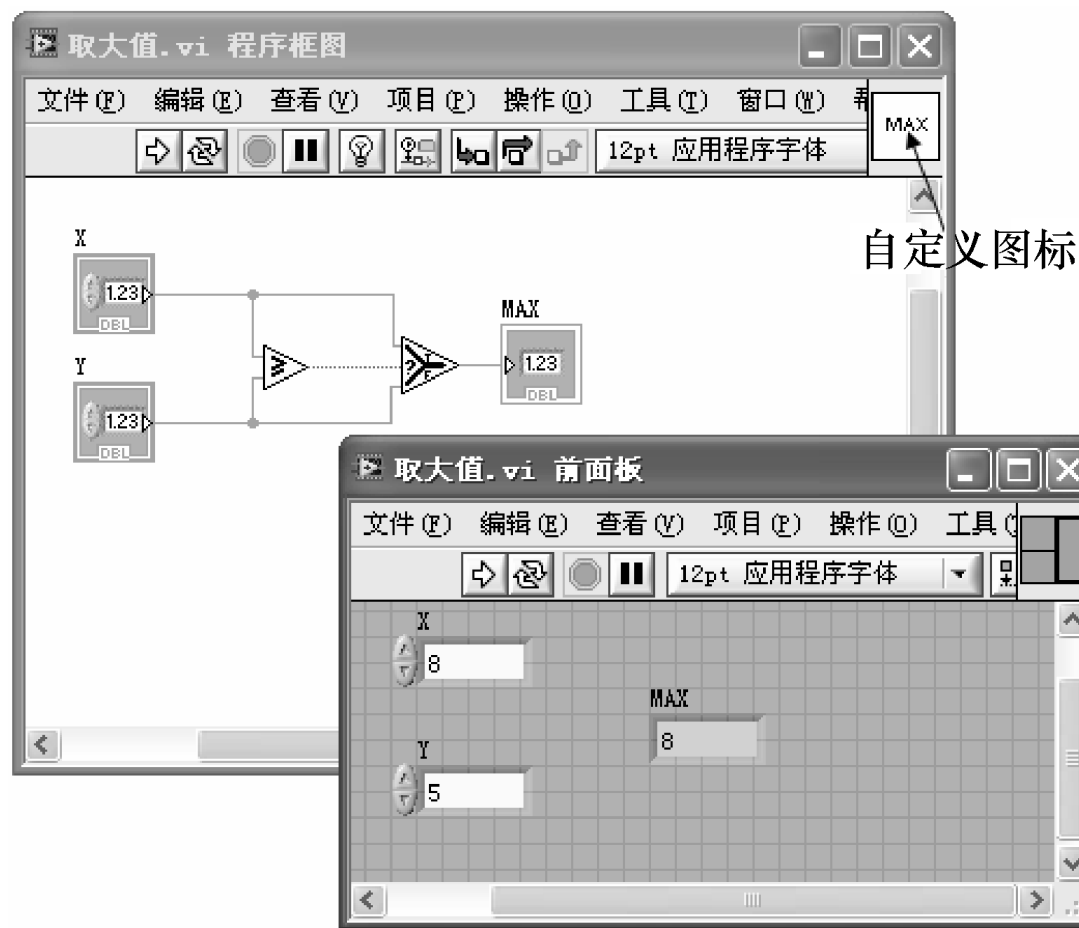 取大值.vi 程序框图
文件(F) 编辑(E) 查看(V) 项目(P) 操作(O) 工具(T) 窗口(W)
MAX
12pt 应用程序字体
自定义图标
X
1.23
DBL
MAX
1.23
DBL
Y
1.23
DBL
? T F
取大值.vi 前面板
文件(F) 编辑(E) 查看(V) 项目(P) 操作(O) 工具(
12pt 应用程序字体
X
8
MAX
8
Y
5